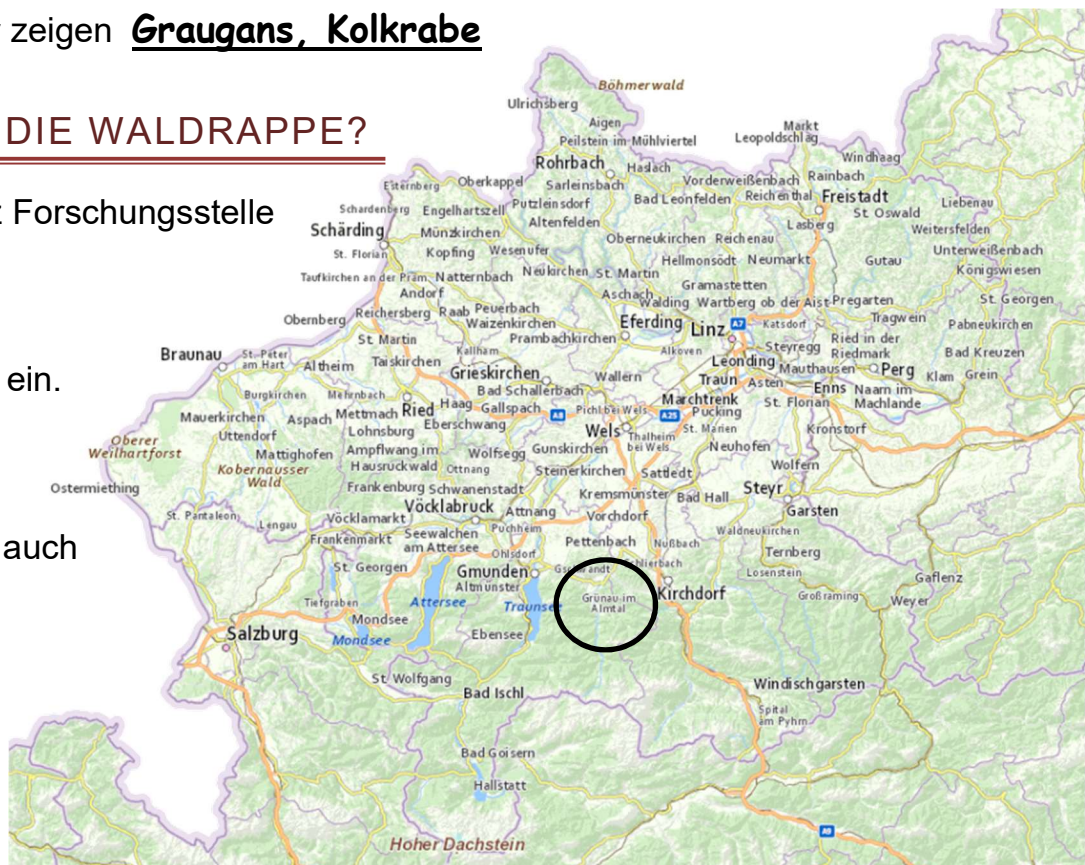 zeigen Graugans, Kolkrabe
DIE WALDRAPPE?
Forschungsstelle
ein.
auch
Böhmerwald
Ulrichsberg
Aigen
Peilstein im Mühlviertel
Markt
Leopoldschlag
Rohrbach
Haslach
Windhaag
Oberkappel
Sarleinsbach
Vorderweißenbach
Rainbach
Esternberg
Putzleinsdorf
Bad Leonfelden
Reichenthal
Freistadt
Liebenau
Schardenberg
Engelhartszell
Altenfelden
Lasberg
St. Oswald
Weitersfelden
Schärding
Münzkirchen
Oberneukirchen
Reichenau
St. Florian
Kopfing
Wesenufer
Hellmonsödt
Neumarkt
Gutau
Unterweißenbach
Königswiesen
Taufkirchen an der Pram
Natternbach
Neukirchen
St. Martin
Gramastetten
Andorf
Aschach
Walding
Wartberg ob der Aist
Pregarten
St. Georgen
Obernberg
Reichersberg
Raab
Peuerbach
Waizenkirchen
Eferding
Linz
A7
Katsdorf
Tragwein
Pabneukirchen
St. Martin
Prambachkirchen
Steyregg
Ried in der
Riedmark
Braunau
St. Peter
am Hart
Altheim
Taiskirchen
Kallham
Alkoven
Leonding
Mauthausen
Perg
Bad Kreuzen
Grieskirchen
Wallern
Traun
Asten
Enns
Naarn im
Machlande
Klam
Grein
Burgkirchen
Mehrnbach
Bad Schallerbach
Marchtrenk
St. Florian
Mauerkirchen
Aspach
Mettmach
Ried
Haag
Gallspach
A8
Pichl bei Wels
A25
Pucking
Kronstorf
Uttendorf
Lohnsburg
Eberschwang
Wels
Thalheim
bei Wels
St. Marien
Oberer
Weilhartforst
Mattighofen
Ampflwang im
Hausruckwald
Wolfsegg
Gunskirchen
Neuhofen
Kobernausser
Wald
Ottnang
Steinerkirchen
Sattledt
Wolfern
Ostermiething
Frankenburg
Schwanenstadt
Kremsmünster
Bad Hall
Steyr
St. Pantaleon
Lengau
Vöcklamarkt
Vöcklabruck
Attnang
Vorchdorf
Garsten
Frankenmarkt
Seewalchen
am Attersee
Puchheim
Pettenbach
Nußbach
Waldneukirchen
Ohlsdorf
Ternberg
St. Georgen
Gmunden
Gschwandt
Schlierbach
Losenstein
Gaflenz
Altmünster
Grünau im
Almtal
Kirchdorf
Großraming
Weyer
Tiefgraben
Attersee
Traunsee
Mondsee
Salzburg
Mondsee
Ebensee
St. Wolfgang
Bad Ischl
Windischgarsten
Spital
am Pyhrn
Bad Goisern
Hallstatt
Hoher Dachstein
A9